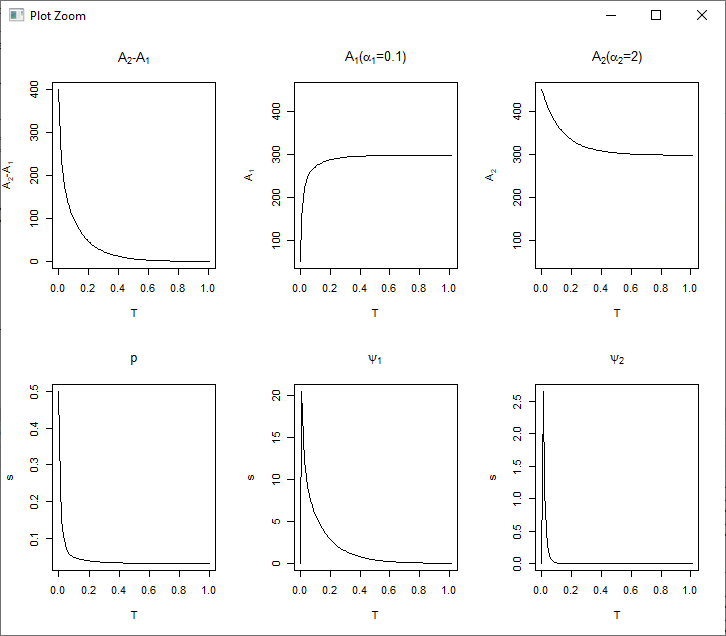 Plot Zoom
A₂-A₁
A₁(α₁=0.1)
A₂(α₂=2)
A₂-A₁
0 100 200 300 400
0.0 0.2 0.4 0.6 0.8 1.0
T
A₁
100 200 300 400
0.0 0.2 0.4 0.6 0.8 1.0
T
A₂
100 200 300 400
0.0 0.2 0.4 0.6 0.8 1.0
T
p
ψ₁
ψ₂
s
0.1 0.2 0.3 0.4 0.5
0.0 0.2 0.4 0.6 0.8 1.0
T
s
0 5 10 15 20
0.0 0.2 0.4 0.6 0.8 1.0
T
s
0.0 0.5 1.0 1.5 2.0 2.5
0.0 0.2 0.4 0.6 0.8 1.0
T